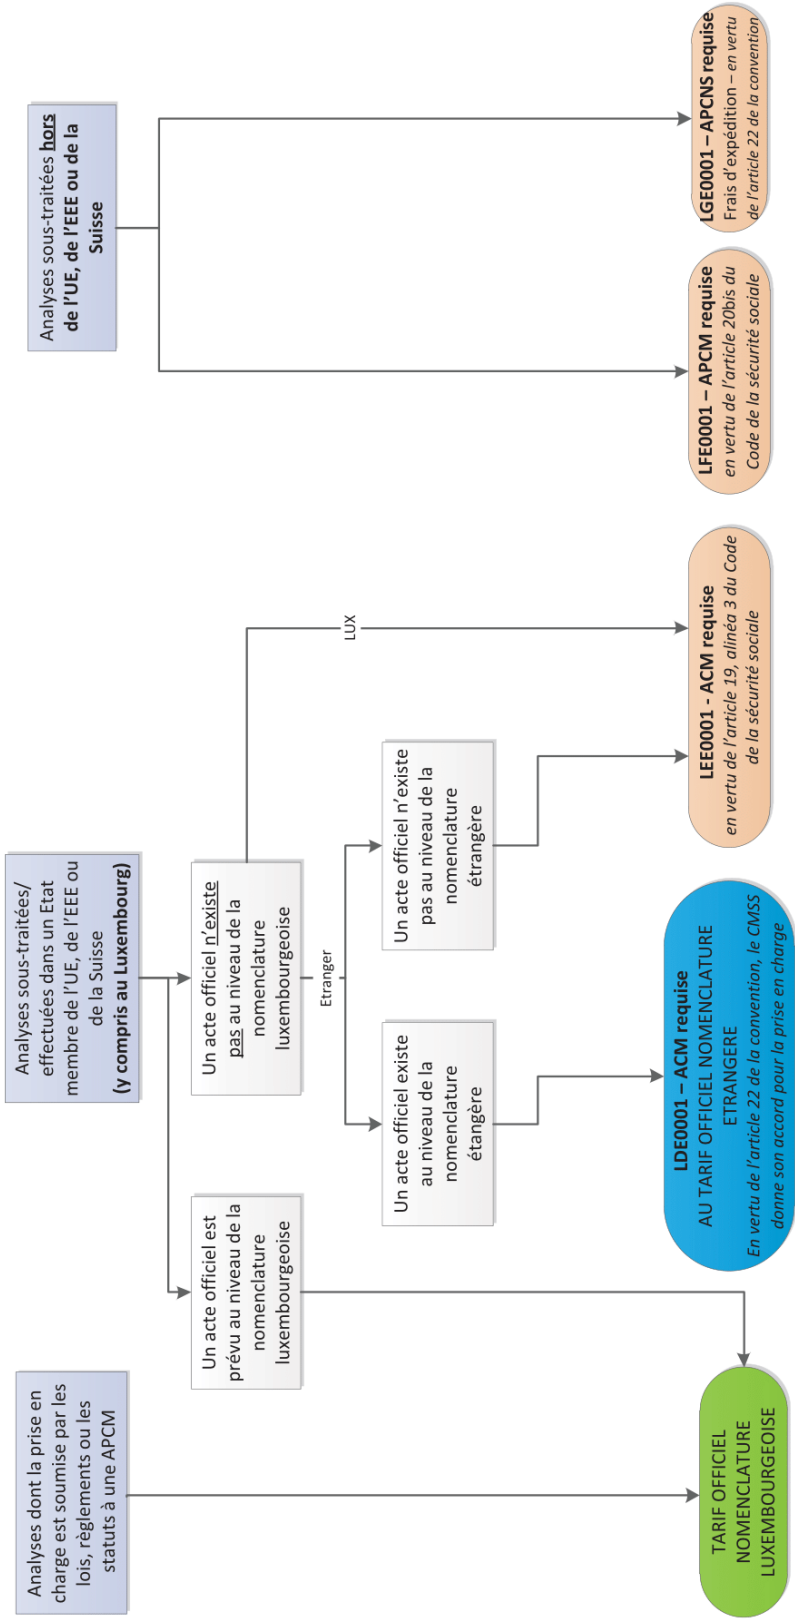 Analyses dont la prise en
charge est soumise par les
lois, règlements ou les
statuts à une APCM
Analyses sous-traitées/
effectuées dans un Etat
membre de l'UE, de l'EEE ou
de la Suisse
(y compris au Luxembourg)
Analyses sous-traitées hors
de l'UE, de l'EEE ou de la
Suisse
Un acte officiel est
prévu au niveau de la
nomenclature
luxembourgeoise
Un acte officiel n'existe
pas au niveau de la
nomenclature
luxembourgeoise
Etranger
LUX
Un acte officiel existe
au niveau de la
nomenclature
étangère
Un acte officiel n'existe
pas au niveau de la
nomenclature
étrangère
TARIF OFFICIEL
NOMENCLATURE
LUXEMBOURGEOISE
LDE0001 – ACM requise
AU TARIF OFFICIEL NOMENCLATURE
ETRANGERE
En vertu de l'article 22 de la convention, le CMSS
donne son accord pour la prise en charge
LEE0001 - ACM requise
en vertu de l'article 19, alinéa 3 du Code
de la sécurité sociale
LFE0001 – APCM requise
en vertu de l'article 20bis du
Code de la sécurité sociale
LGE0001 – APCNS requise
Frais d'expédition – en vertu
de l'article 22 de la convention